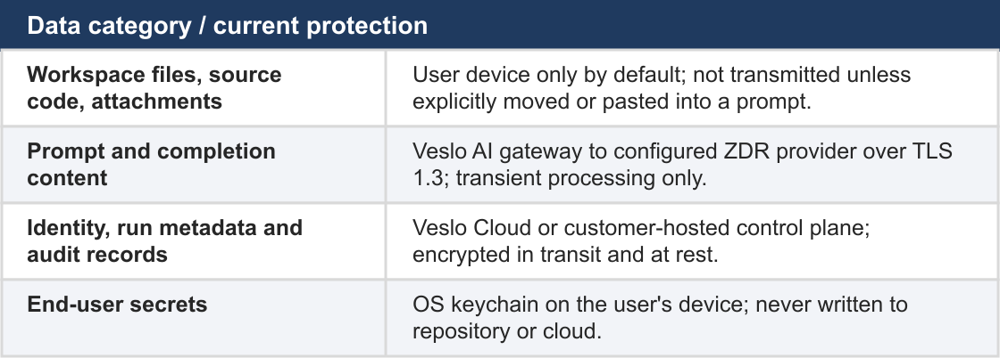 Data category / current protection
Workspace files, source
code, attachments
User device only by default; not transmitted unless
explicitly moved or pasted into a prompt.
Prompt and completion
content
Veslo AI gateway to configured ZDR provider over TLS
1.3; transient processing only.
Identity, run metadata and
audit records
Veslo Cloud or customer-hosted control plane;
encrypted in transit and at rest.
End-user secrets
OS keychain on the user's device; never written to
repository or cloud.